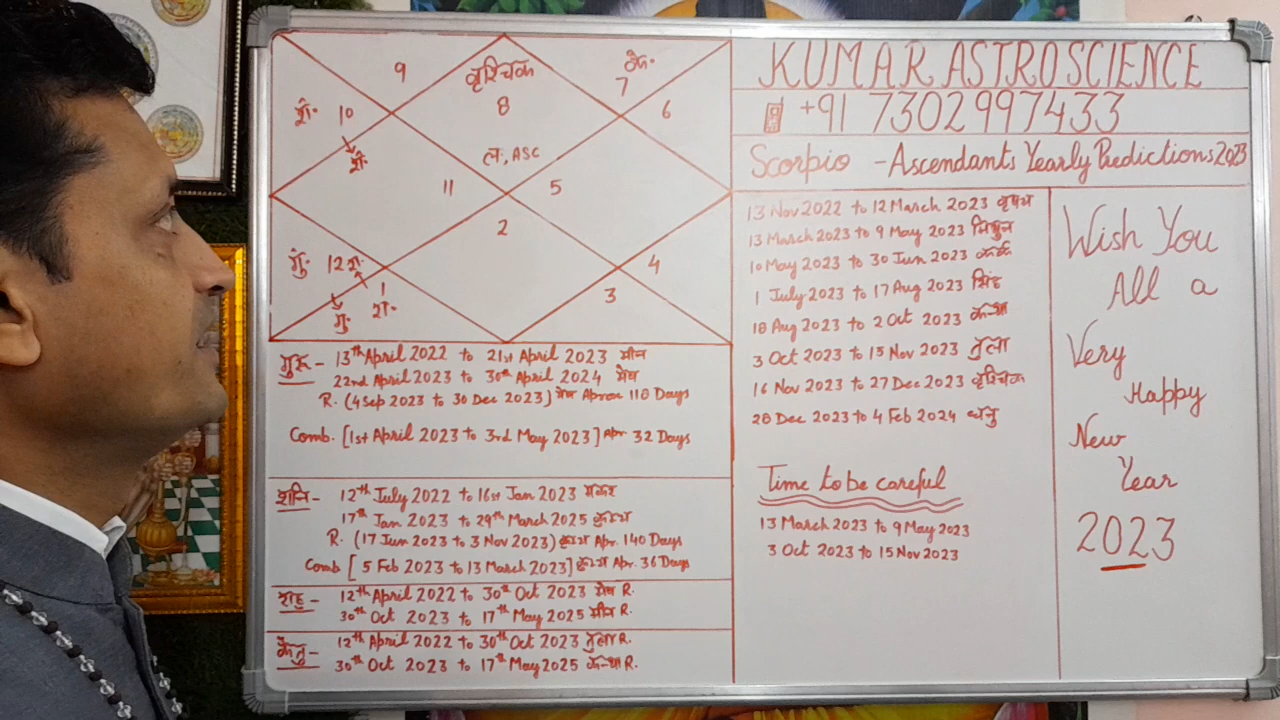 KUMAR ASTROSCIENCE
+91 7302997433
Scorpio - Ascendants Yearly Predictions 2023
9
वृश्चिक
8
के॰
7
6
श॰ 10
श॰
ल॰, ASC
11
5
2
गु॰ 12 रा॰
1
गु॰
रा॰
4
3
गुरू - 13th April 2022 to 21st April 2023 मीन
22nd April 2023 to 30th April 2024 मेष
R. (4 Sep 2023 to 30 Dec 2023) मेष Aprox 118 Days
Comb. [1st April 2023 to 3rd May 2023] Apr. 32 Days
शनि - 12th July 2022 to 16st Jan 2023 मकर
17th Jan 2023 to 29th March 2025 कुम्भ
R. (17 Jun 2023 to 3 Nov 2023) कुम्भ Apr. 140 Days
Comb [5 Feb 2023 to 13 March 2023] कुम्भ Apr. 36 Days
राहु - 12th April 2022 to 30th Oct 2023 मेष R.
30th Oct 2023 to 17th May 2025 मीन R.
केतु - 12th April 2022 to 30th Oct 2023 तुला R.
30th Oct 2023 to 17th May 2025 कन्या R.
13 Nov 2022 to 12 March 2023 वृषभ
13 March 2023 to 9 May 2023 मिथुन
10 May 2023 to 30 Jun 2023 कर्क
1 July 2023 to 17 Aug 2023 सिंह
18 Aug 2023 to 2 Oct 2023 कन्या
3 Oct 2023 to 15 Nov 2023 तुला
16 Nov 2023 to 27 Dec 2023 वृश्चिक
28 Dec 2023 to 4 Feb 2024 धनु
Time to be careful
13 March 2023 to 9 May 2023
3 Oct 2023 to 15 Nov 2023
Wish You
All a
Very
Happy
New
Year
2023